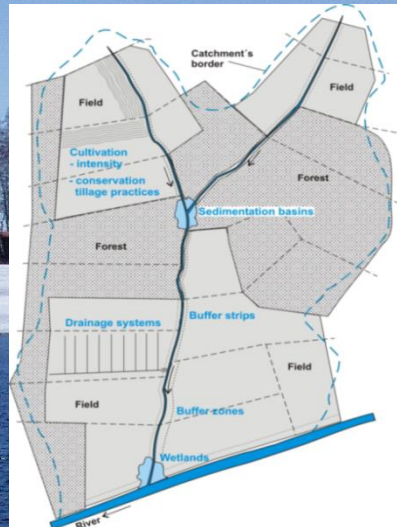 Catchment´s
border
Field
Field
Cultivation
- intensity
- conservation
tillage practices
Forest
Sedimentation basins
Forest
Drainage systems
Buffer strips
Field
Field
Buffer zones
Wetlands
River